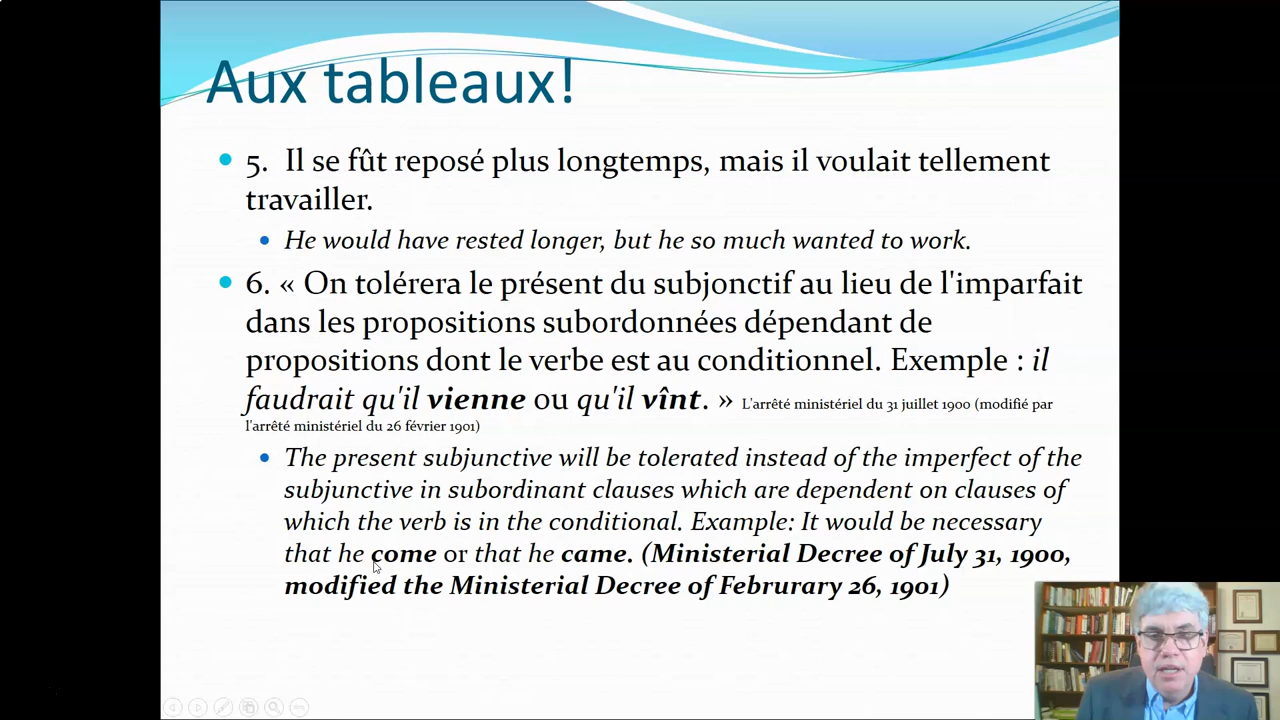 Aux tableaux!
5. Il se fût reposé plus longtemps, mais il voulait tellement
travailler.
He would have rested longer, but he so much wanted to work.
6. « On tolérera le présent du subjonctif au lieu de l'imparfait
dans les propositions subordonnées dépendant de
propositions dont le verbe est au conditionnel. Exemple : il
faudrait qu'il vienne ou qu'il vînt. » L'arrêté ministériel du 31 juillet 1900 (modifié par
l'arrêté ministériel du 26 février 1901)
The present subjunctive will be tolerated instead of the imperfect of the
subjunctive in subordinant clauses which are dependent on clauses of
which the verb is in the conditional. Example: It would be necessary
that he come or that he came. (Ministerial Decree of July 31, 1900,
modified the Ministerial Decree of Februrary 26, 1901)